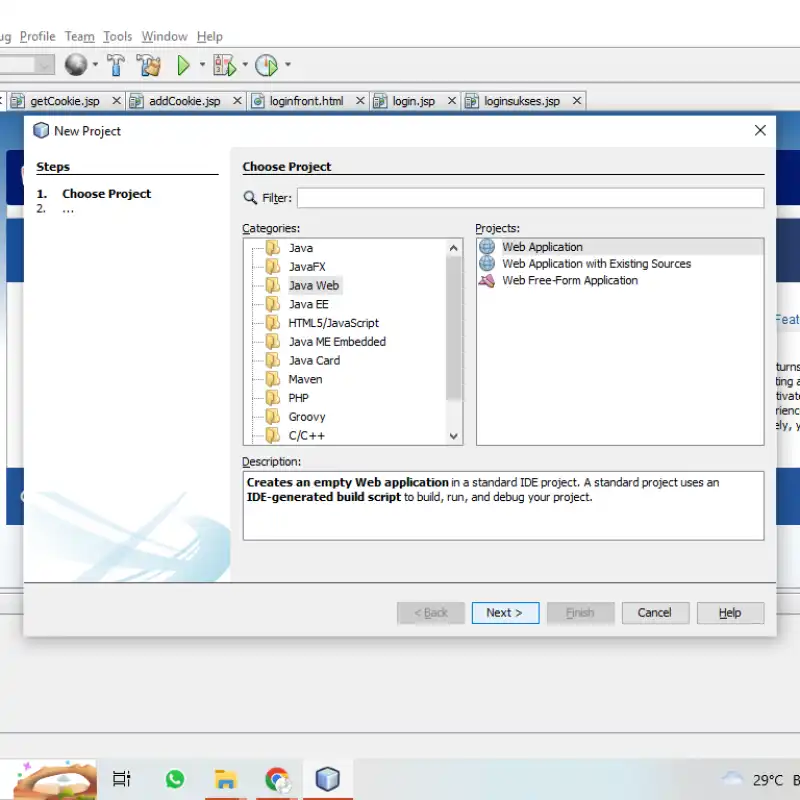 ug Profile Team Tools Window Help
getCookie.jsp addCookie.jsp loginfront.html login.jsp loginsukses.jsp
New Project
Steps
1. Choose Project
2. ...
Choose Project
Filter:
Categories:
Java
JavaFX
Java Web
Java EE
HTML5/JavaScript
Java ME Embedded
Java Card
Maven
PHP
Groovy
C/C++
Projects:
Web Application
Web Application with Existing Sources
Web Free-Form Application
Feat
turns
ting a
tivate
rienc
ely, y
Description:
Creates an empty Web application in a standard IDE project. A standard project uses an
IDE-generated build script to build, run, and debug your project.
< Back Next > Finish Cancel Help
29°C B